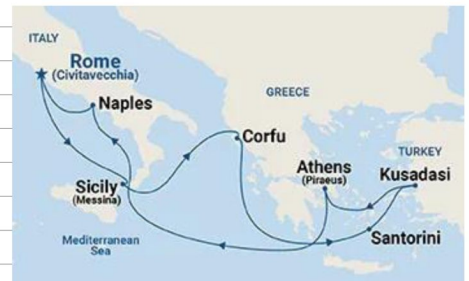 ITALY
Rome
(Civitavecchia)
Naples
GREECE
Corfu
Athens
(Piraeus)
TURKEY
Kusadasi
Sicily
(Messina)
Santorini
Mediterranean
Sea